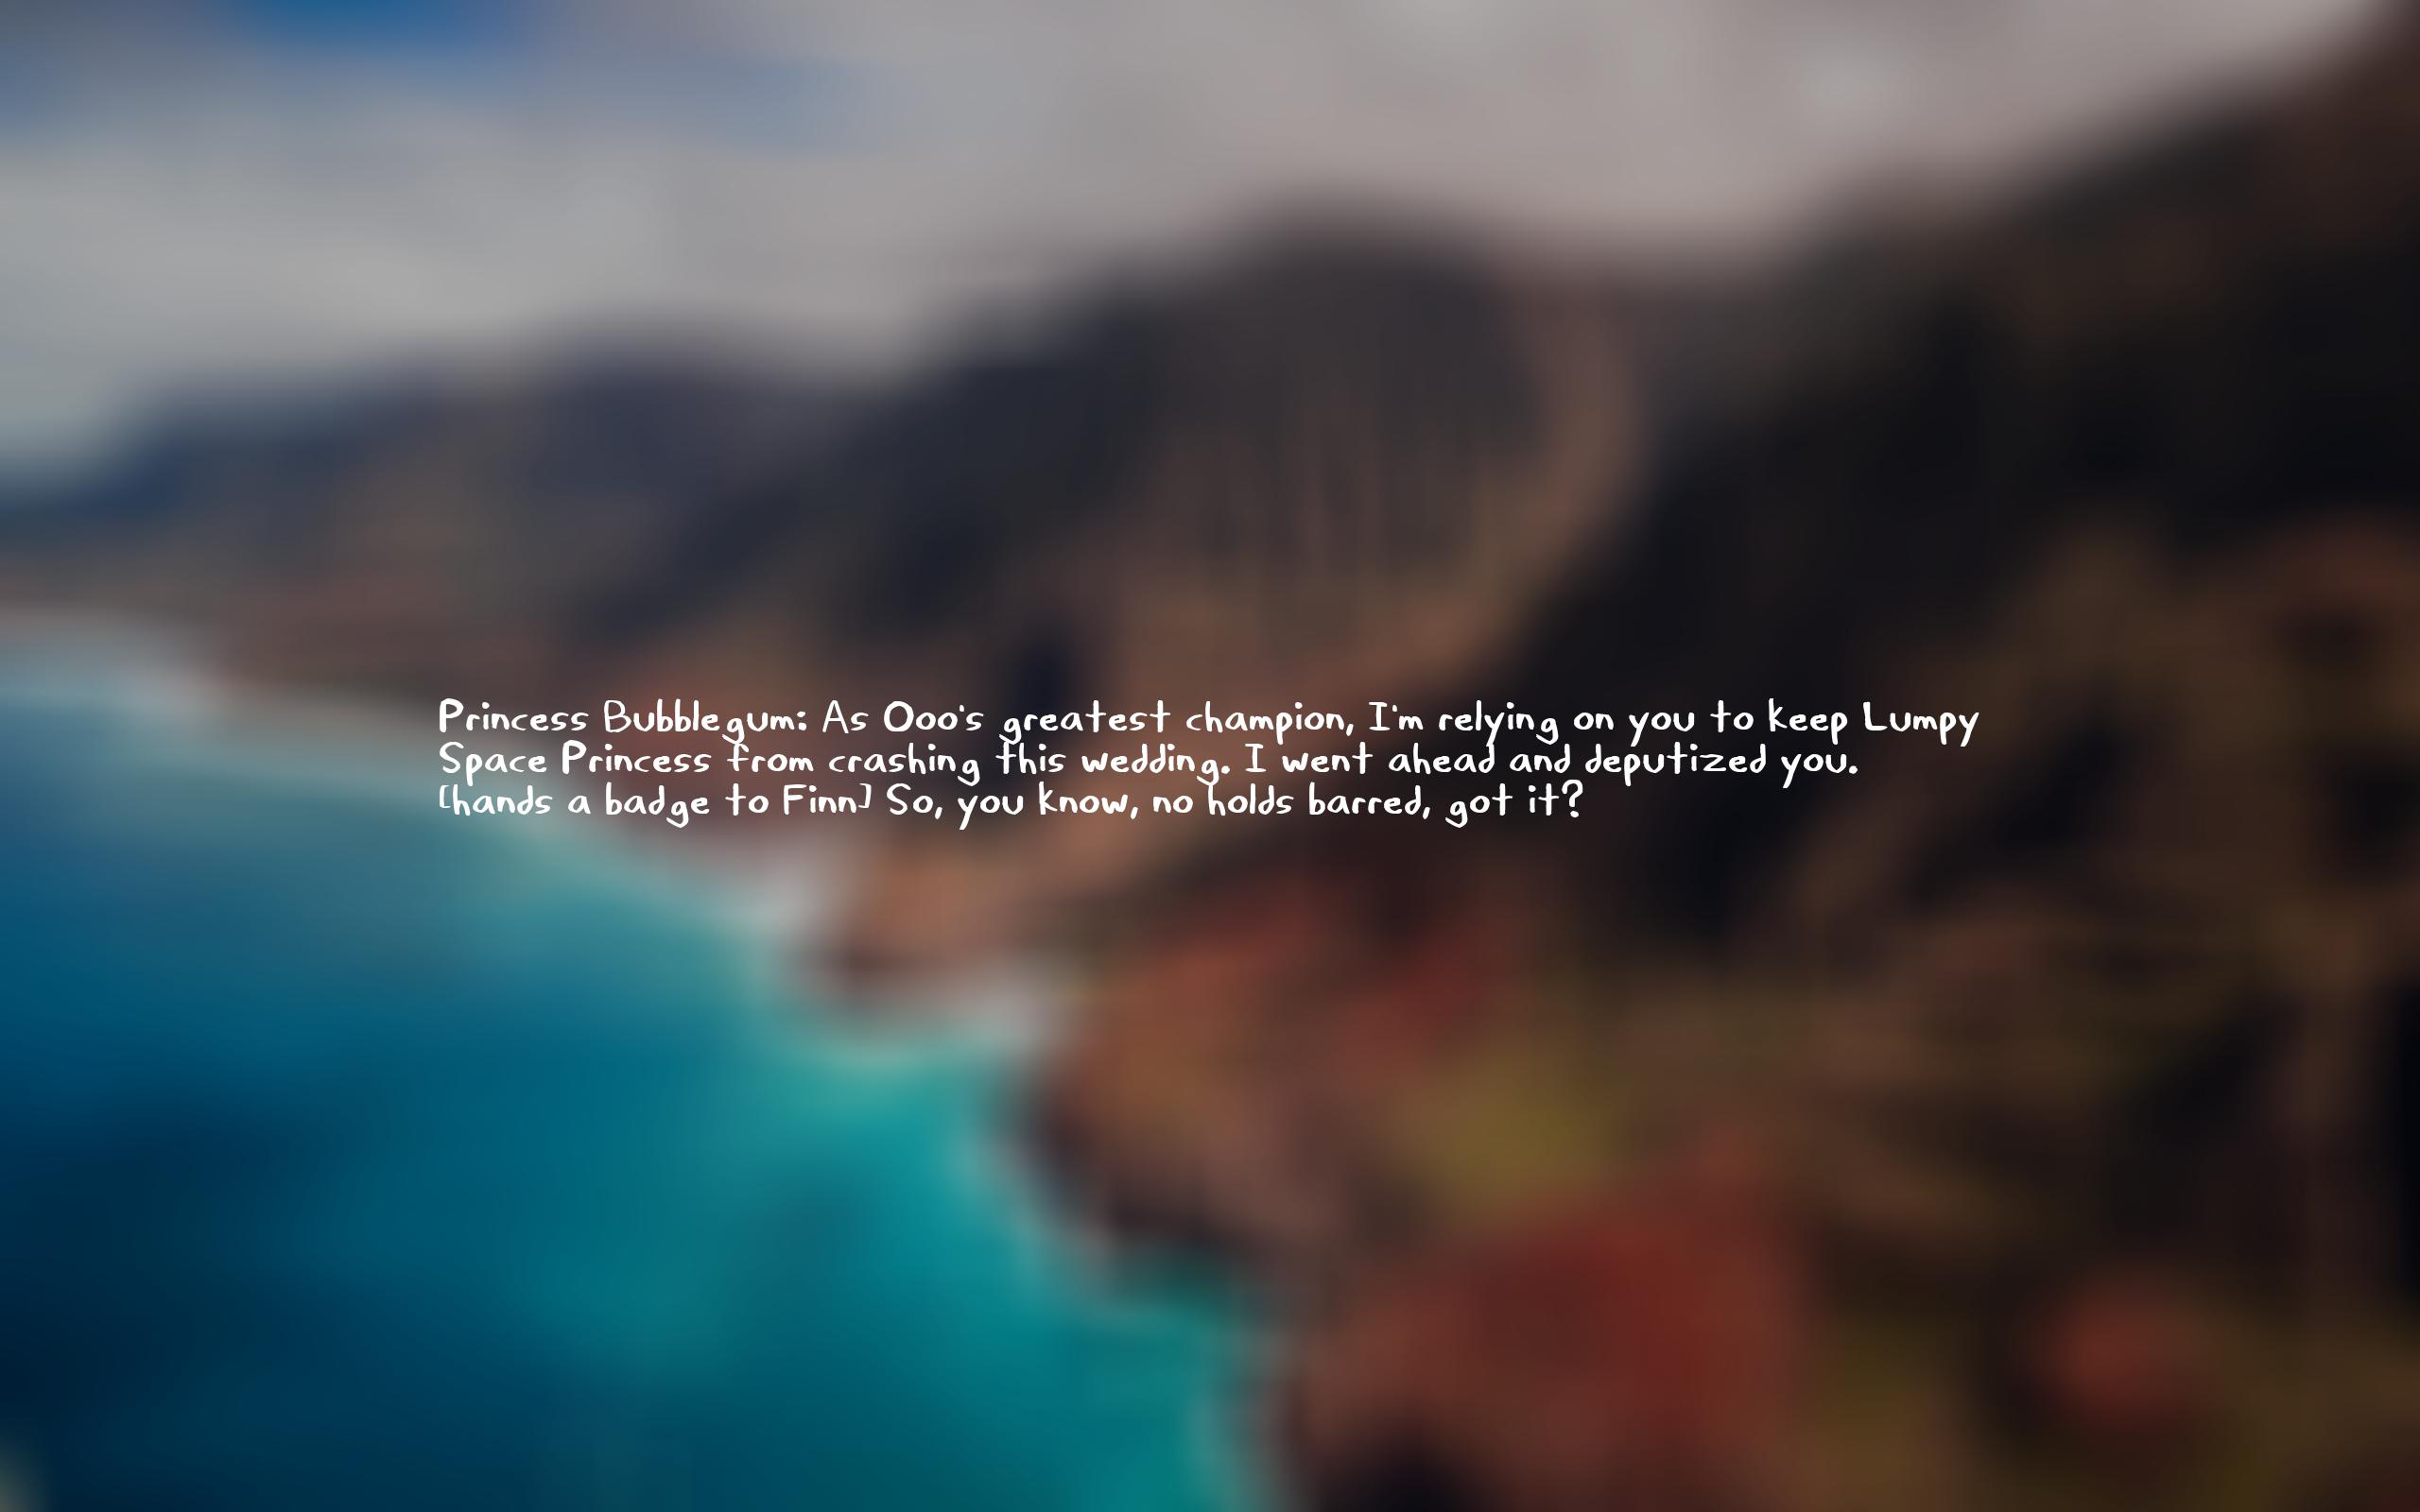 Princess Bubblegum: As Ooo's greatest champion, I'm relying on you to keep Lumpy
Space Princess from crashing this wedding. I went ahead and deputized you.
[hands a badge to Finn] So, you know, no holds barred, got it?